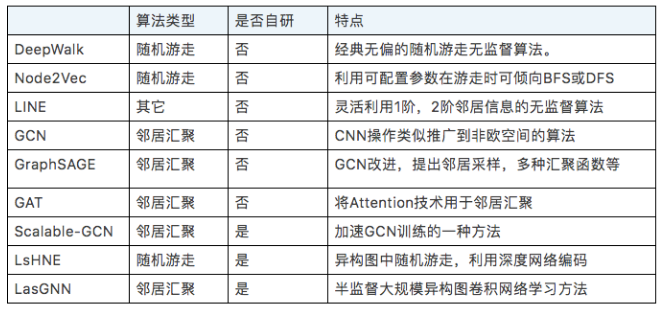 算法类型 是否自研 特点
DeepWalk 随机游走 否 经典无偏的随机游走无监督算法。
Node2Vec 随机游走 否 利用可配置参数在游走时可倾向BFS或DFS
LINE 其它 否 灵活利用1阶，2阶邻居信息的无监督算法
GCN 邻居汇聚 否 CNN操作类似推广到非欧空间的算法
GraphSAGE 邻居汇聚 否 GCN改进，提出邻居采样，多种汇聚函数等
GAT 邻居汇聚 否 将Attention技术用于邻居汇聚
Scalable-GCN 邻居汇聚 是 加速GCN训练的一种方法
LsHNE 随机游走 是 异构图中随机游走，利用深度网络编码
LasGNN 邻居汇聚 是 半监督大规模异构图卷积网络学习方法